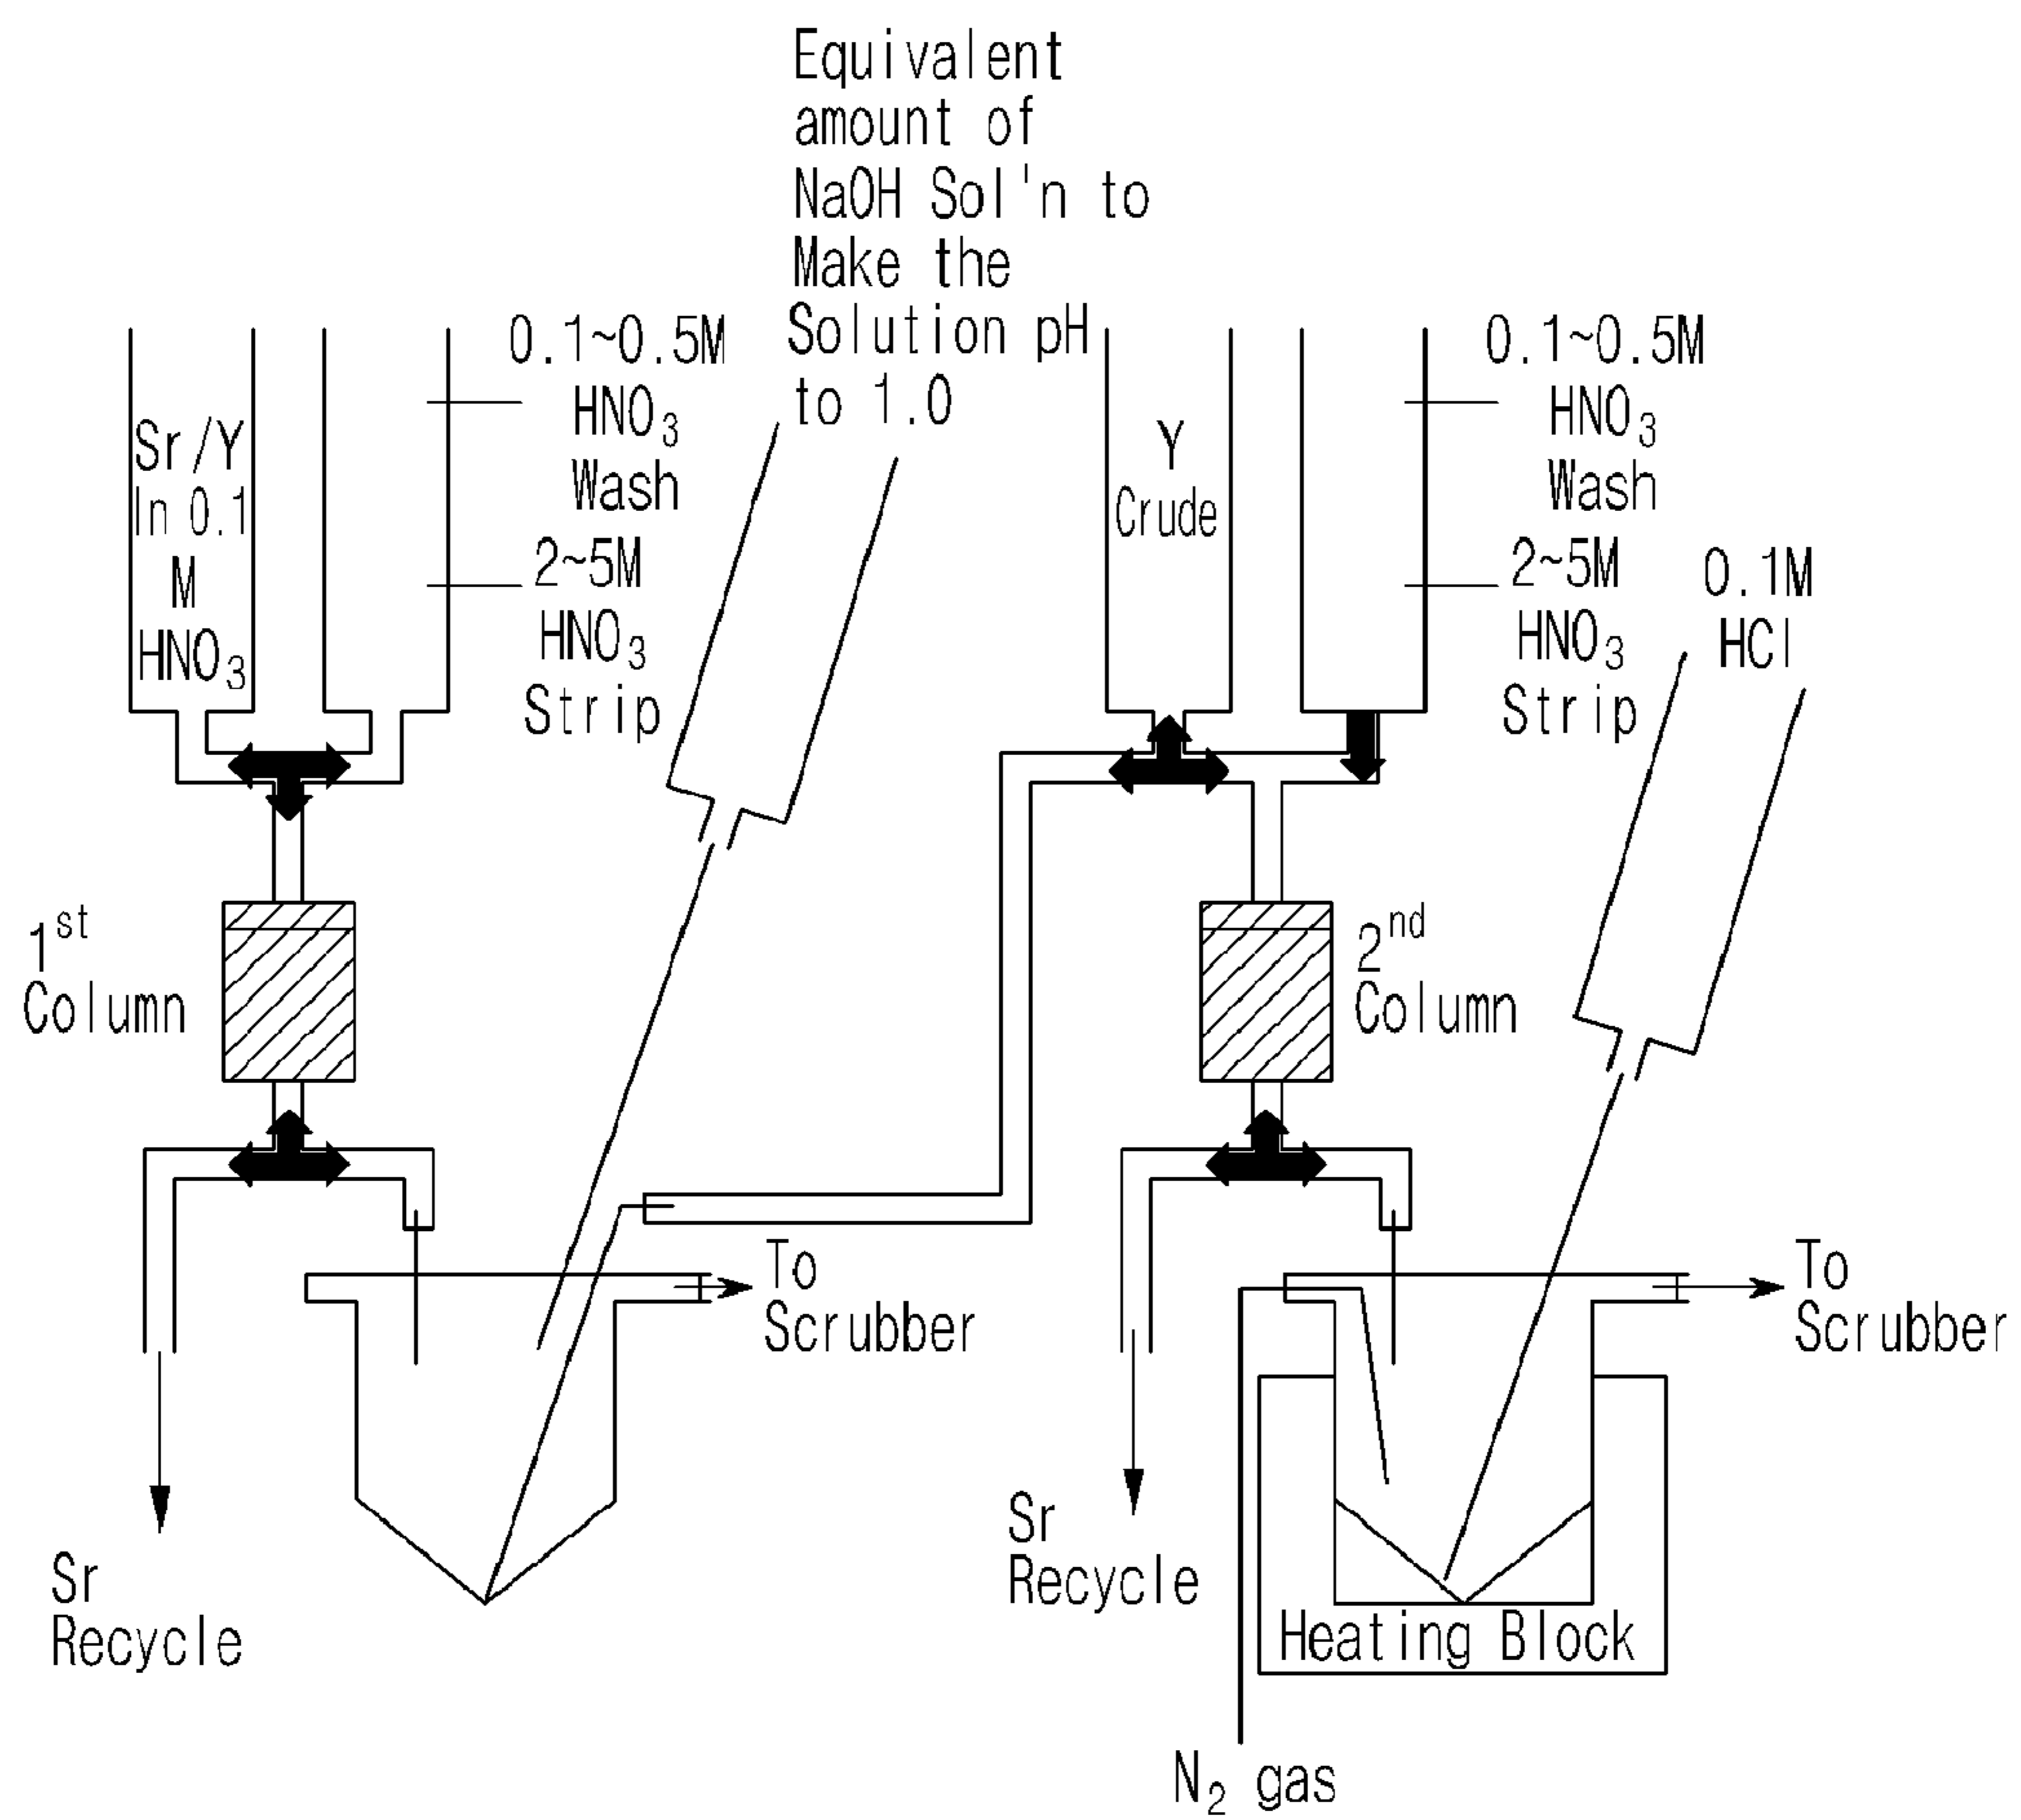 Equivalent
amount of
NaOH Sol'n to
Make the
Solution pH
to 1.0
Sr/Y
In 0.1
M
HNO3
0.1~0.5M
HNO3
Wash
2~5M
HNO3
Strip
Y
Crude
0.1~0.5M
HNO3
Wash
2~5M
HNO3
Strip
0.1M
HCl
1st
Column
2nd
Column
To
Scrubber
To
Scrubber
Sr
Recycle
Sr
Recycle
Heating Block
N2 gas